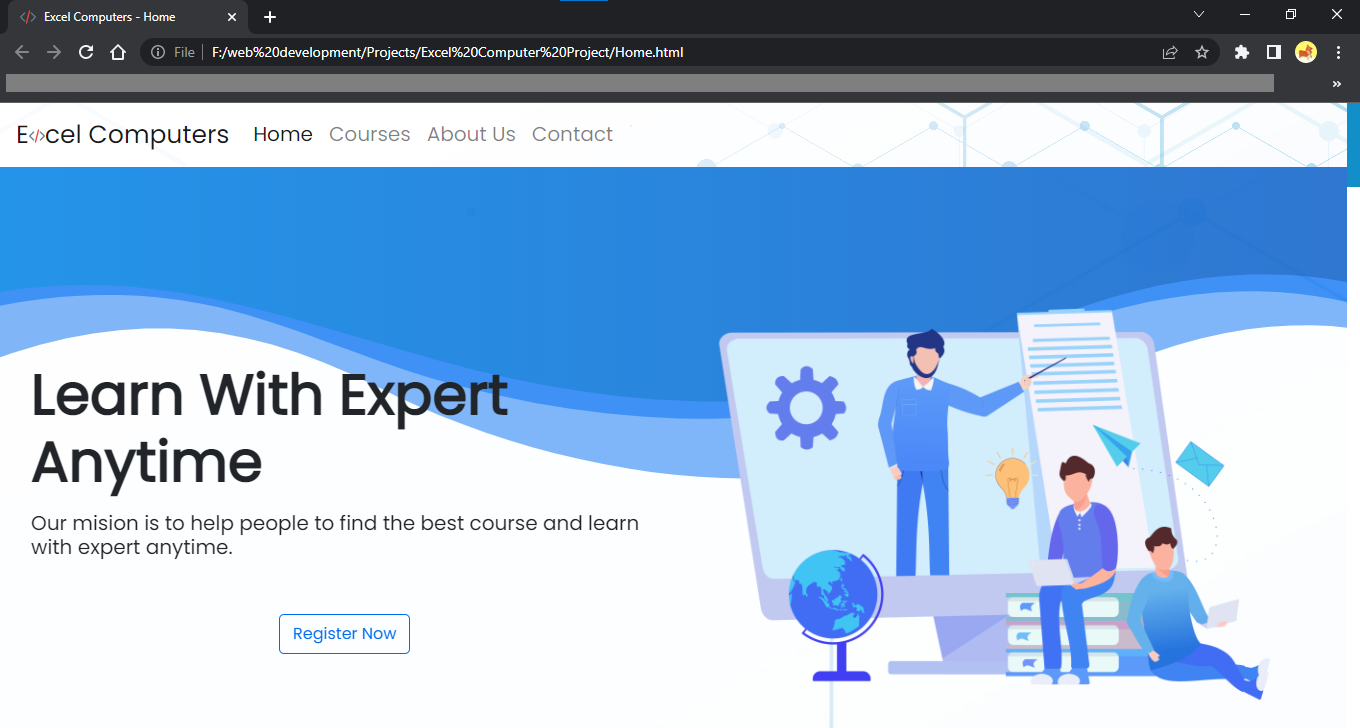 Excel Computers - Home
File F:/web%20development/Projects/Excel%20Computer%20Project/Home.html
E</>cel Computers Home Courses About Us Contact
Learn With Expert
Anytime
Our mision is to help people to find the best course and learn
with expert anytime.
Register Now